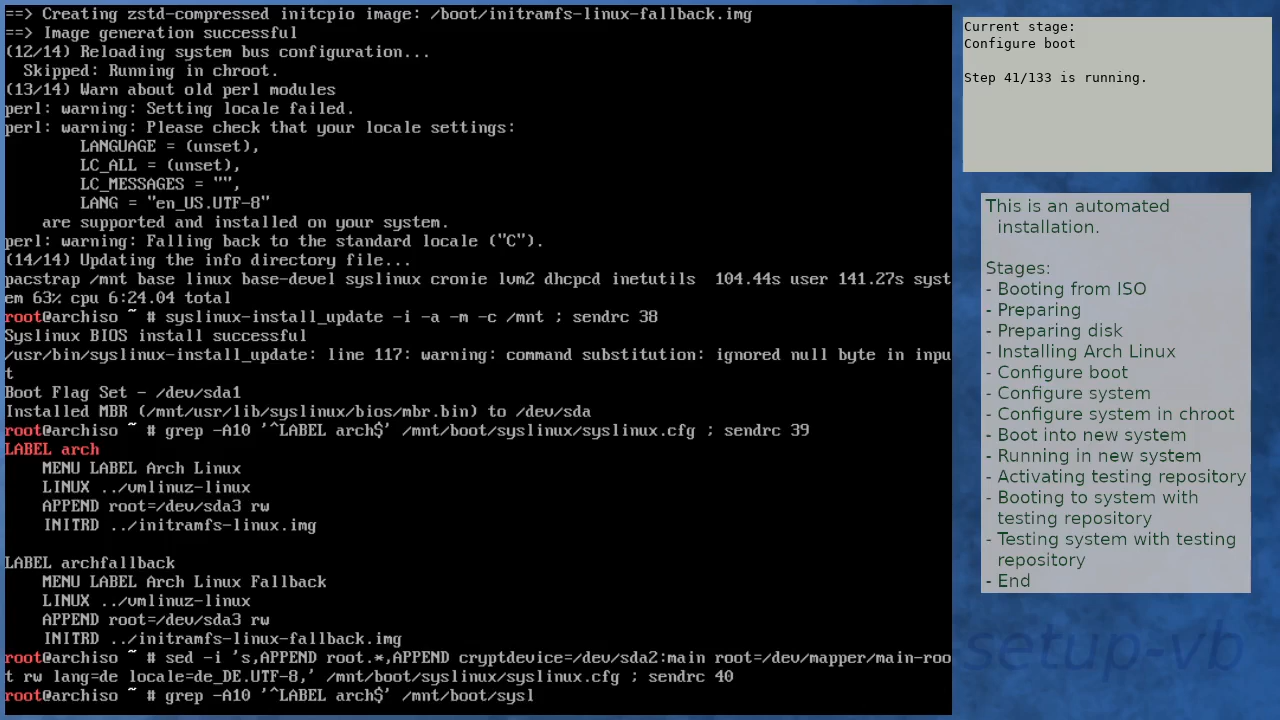 ==> Creating zstd-compressed initcpio image: /boot/initramfs-linux-fallback.img
==> Image generation successful
(12/14) Reloading system bus configuration...
  Skipped: Running in chroot.
(13/14) Warn about old perl modules
perl: warning: Setting locale failed.
perl: warning: Please check that your locale settings:
        LANGUAGE = (unset),
        LC_ALL = (unset),
        LC_MESSAGES = "",
        LANG = "en_US.UTF-8"
    are supported and installed on your system.
perl: warning: Falling back to the standard locale ("C").
(14/14) Updating the info directory file...
pacstrap /mnt base linux base-devel syslinux cronie lvm2 dhcpcd inetutils  104.44s user 141.27s syst
em 63% cpu 6:24.04 total
root@archiso ~ # syslinux-install_update -i -a -m -c /mnt ; sendrc 38
Syslinux BIOS install successful
/usr/bin/syslinux-install_update: line 117: warning: command substitution: ignored null byte in inpu
t
Boot Flag Set - /dev/sda1
Installed MBR (/mnt/usr/lib/syslinux/bios/mbr.bin) to /dev/sda
root@archiso ~ # grep -A10 '^LABEL arch$' /mnt/boot/syslinux/syslinux.cfg ; sendrc 39
LABEL arch
    MENU LABEL Arch Linux
    LINUX ../vmlinuz-linux
    APPEND root=/dev/sda3 rw
    INITRD ../initramfs-linux.img

LABEL archfallback
    MENU LABEL Arch Linux Fallback
    LINUX ../vmlinuz-linux
    APPEND root=/dev/sda3 rw
    INITRD ../initramfs-linux-fallback.img
root@archiso ~ # sed -i 's,APPEND root.*,APPEND cryptdevice=/dev/sda2:main root=/dev/mapper/main-roo
t rw lang=de locale=de_DE.UTF-8,' /mnt/boot/syslinux/syslinux.cfg ; sendrc 40
root@archiso ~ # grep -A10 '^LABEL arch$' /mnt/boot/sysl
Current stage:
Configure boot

Step 41/133 is running.
This is an automated
installation.

Stages:
- Booting from ISO
- Preparing
- Preparing disk
- Installing Arch Linux
- Configure boot
- Configure system
- Configure system in chroot
- Boot into new system
- Running in new system
- Activating testing repository
- Booting to system with
testing repository
- Testing system with testing
repository
- End
setup-vb